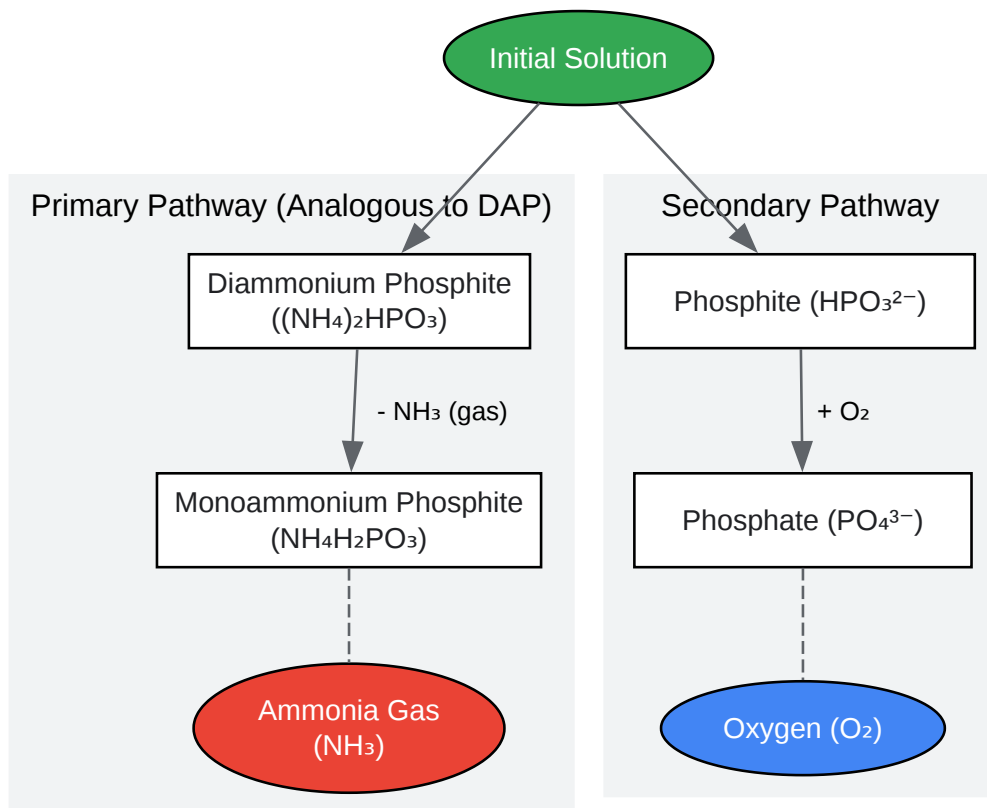 Initial Solution
Primary Pathway (Analogous to DAP)
Diammonium Phosphite
((NH₄)₂HPO₃)
- NH₃ (gas)
Monoammonium Phosphite
(NH₄H₂PO₃)
Ammonia Gas
(NH₃)
Secondary Pathway
Phosphite (HPO₃²⁻)
+ O₂
Phosphate (PO₄³⁻)
Oxygen (O₂)